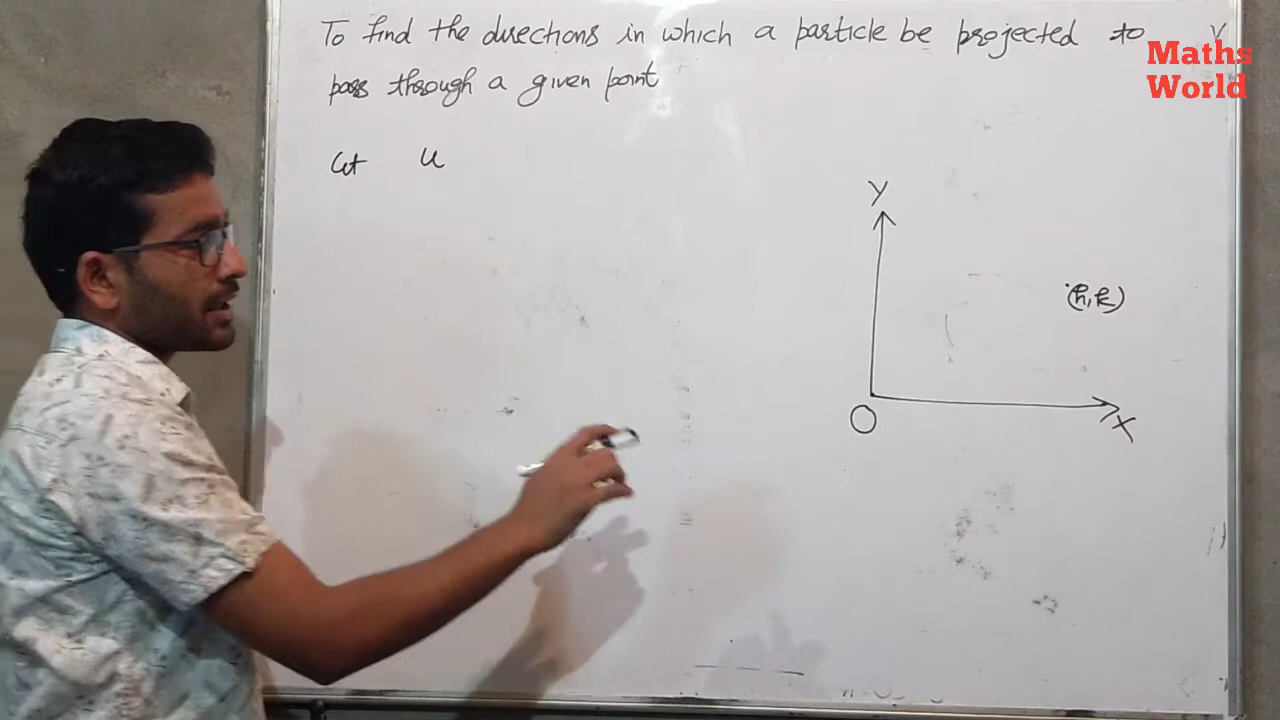 To find the directions in which a particle be projected to
pass through a given point
Maths
World
Let u
Y
(h, k)
O
X